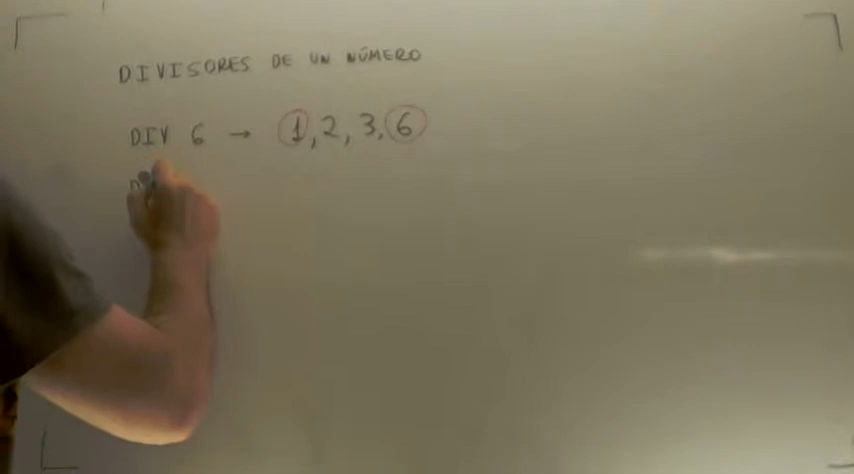 DIVISORES DE UN NÚMERO
DIV 6 → 1, 2, 3, 6